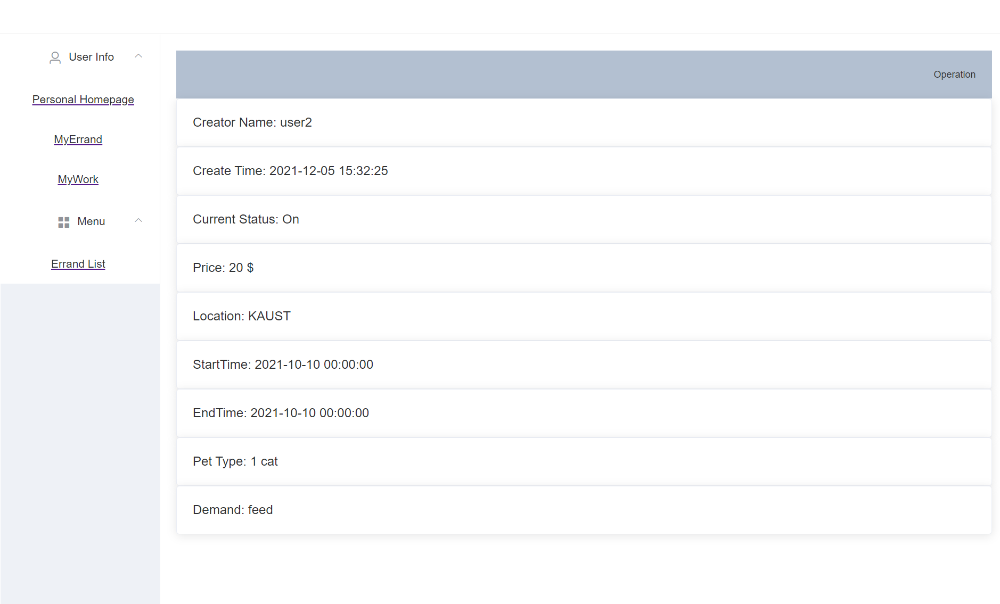 User Info
Personal Homepage
MyErrand
MyWork
Menu
Errand List
Operation
Creator Name: user2
Create Time: 2021-12-05 15:32:25
Current Status: On
Price: 20 $
Location: KAUST
StartTime: 2021-10-10 00:00:00
EndTime: 2021-10-10 00:00:00
Pet Type: 1 cat
Demand: feed